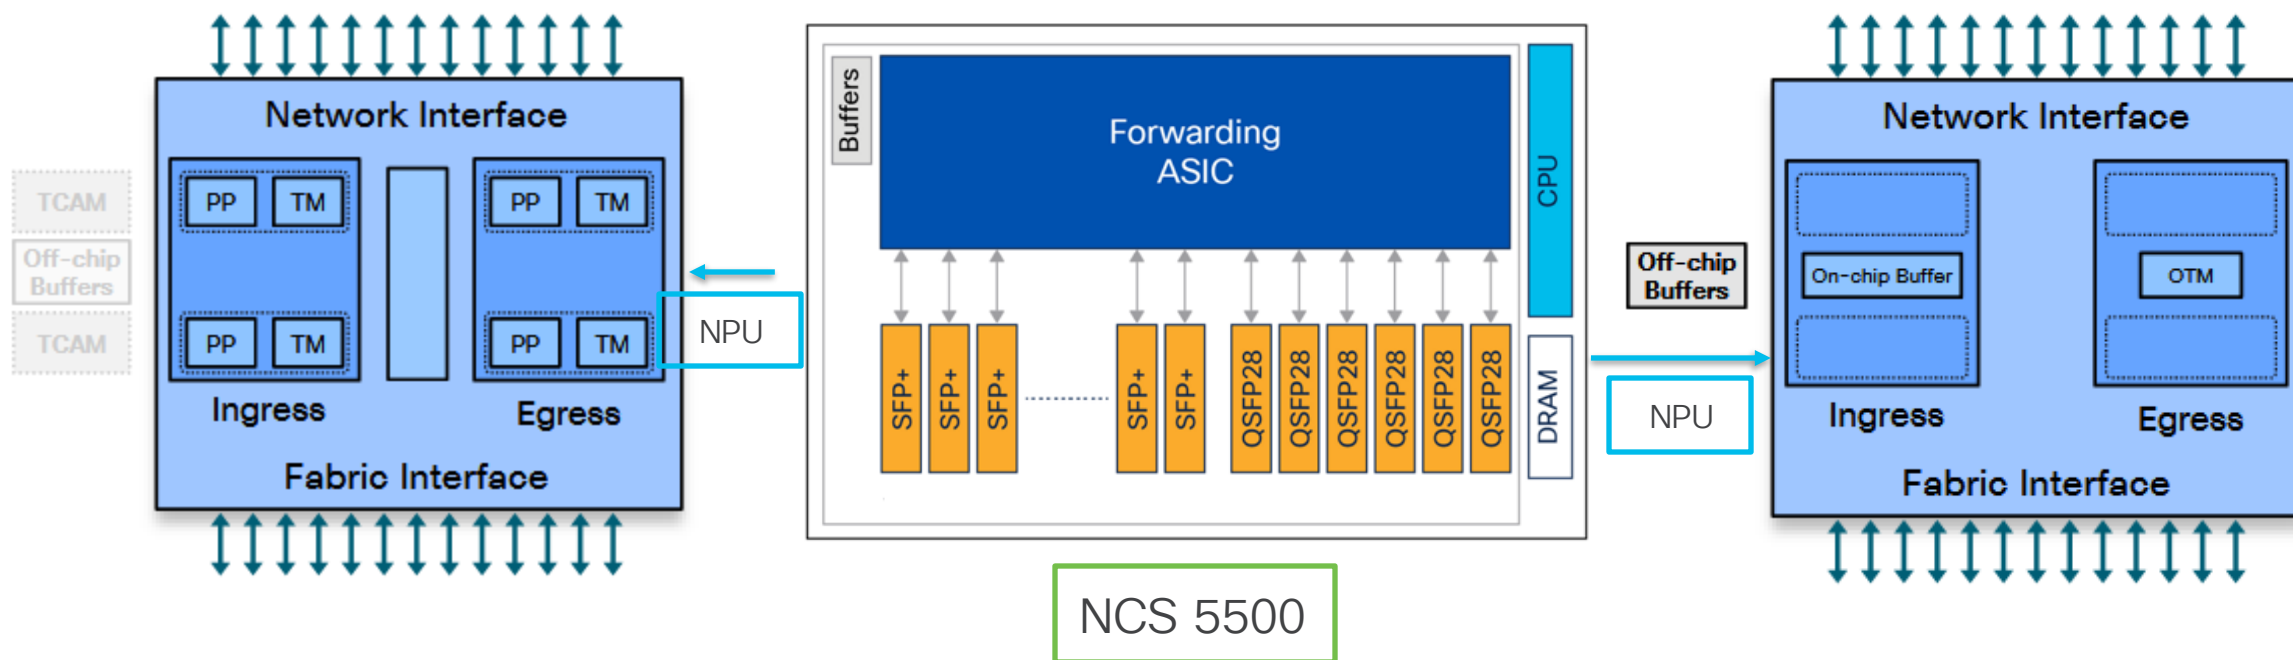 TCAM
Off-chip
Buffers
TCAM
Network Interface
PP
TM
PP
TM
PP
TM
PP
TM
Ingress
Egress
Fabric Interface
NPU
Buffers
Forwarding
ASIC
CPU
DRAM
SFP+
SFP+
SFP+
SFP+
SFP+
QSFP28
QSFP28
QSFP28
QSFP28
QSFP28
QSFP28
NCS 5500
Off-chip
Buffers
NPU
Network Interface
On-chip Buffer
OTM
Ingress
Egress
Fabric Interface